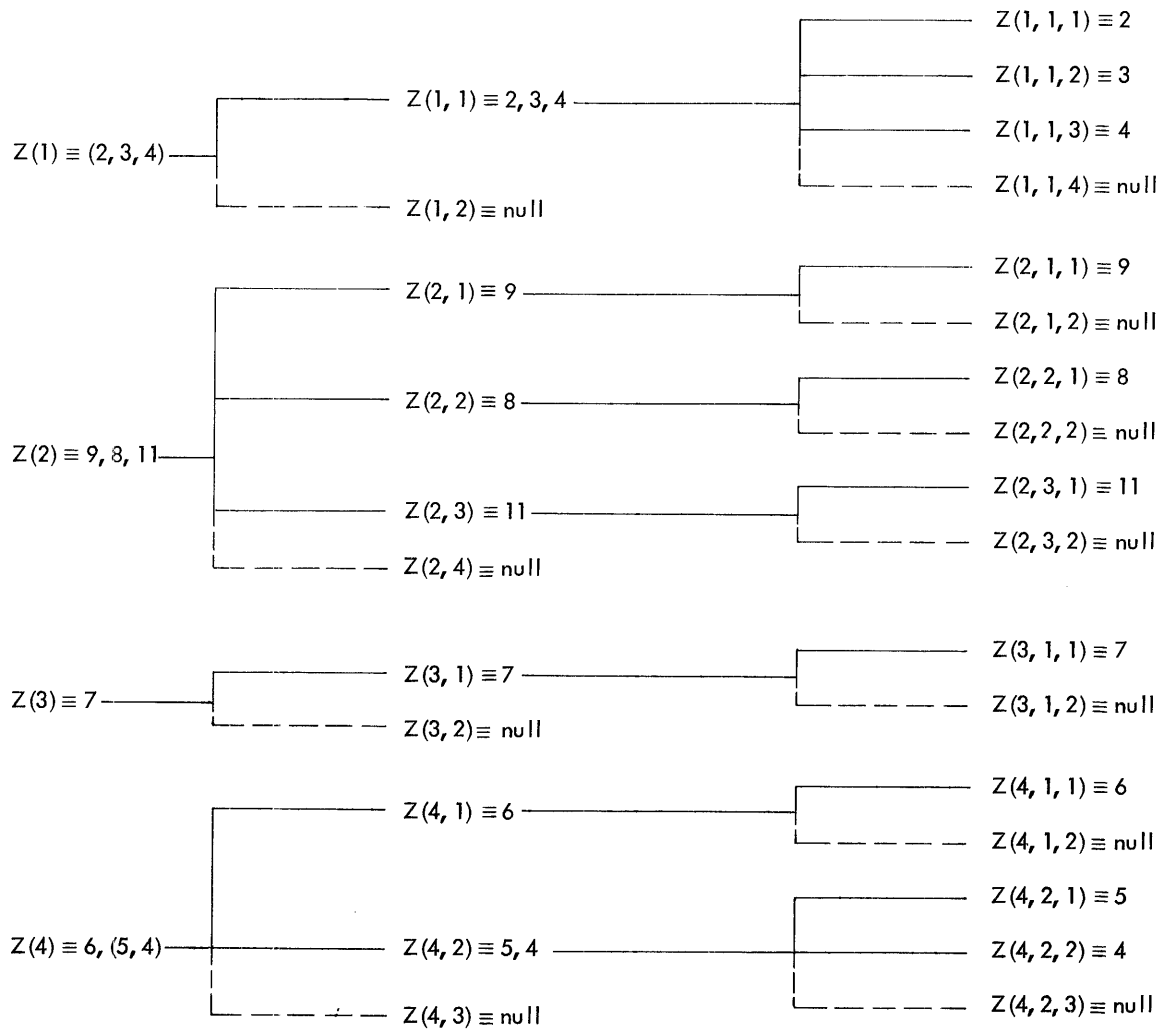 Z(1, 1, 1) ≡ 2
Z(1, 1, 2) ≡ 3
Z(1, 1) ≡ 2, 3, 4
Z(1, 1, 3) ≡ 4
Z(1) ≡ (2, 3, 4)
Z(1, 1, 4) ≡ null
Z(1, 2) ≡ null
Z(2, 1, 1) ≡ 9
Z(2, 1) ≡ 9
Z(2, 1, 2) ≡ null
Z(2, 2, 1) ≡ 8
Z(2, 2) ≡ 8
Z(2, 2, 2) ≡ null
Z(2) ≡ 9, 8, 11
Z(2, 3, 1) ≡ 11
Z(2, 3) ≡ 11
Z(2, 3, 2) ≡ null
Z(2, 4) ≡ null
Z(3, 1, 1) ≡ 7
Z(3, 1) ≡ 7
Z(3) ≡ 7
Z(3, 1, 2) ≡ null
Z(3, 2) ≡ null
Z(4, 1, 1) ≡ 6
Z(4, 1) ≡ 6
Z(4, 1, 2) ≡ null
Z(4, 2, 1) ≡ 5
Z(4) ≡ 6, (5, 4)
Z(4, 2) ≡ 5, 4
Z(4, 2, 2) ≡ 4
Z(4, 2, 3) ≡ null
Z(4, 3) ≡ null